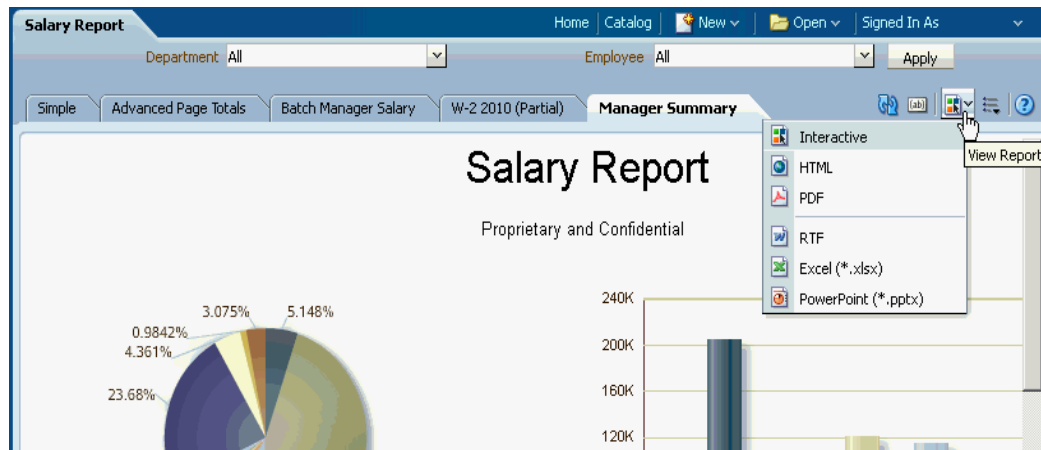 Salary Report
Home Catalog New Open Signed In As
Department All Employee All Apply
Simple Advanced Page Totals Batch Manager Salary W-2 2010 (Partial) Manager Summary
Interactive
View Report
HTML
PDF
RTF
Excel (*.xlsx)
PowerPoint (*.pptx)
Salary Report
Proprietary and Confidential
3.075% 5.148%
0.9842%
4.361%
23.68%
240K
200K
160K
120K